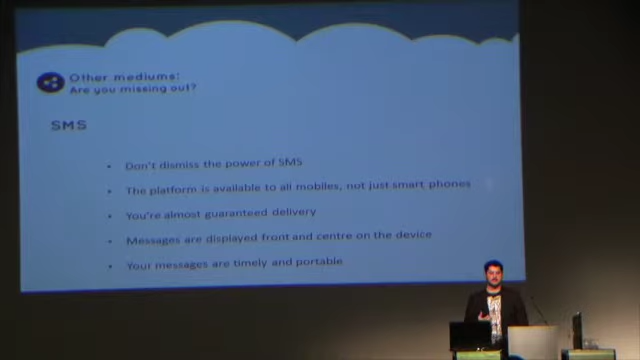 Other mediums:
Are you missing out?
SMS
• Don't dismiss the power of SMS
• The platform is available to all mobiles, not just smart phones
• You're almost guaranteed delivery
• Messages are displayed front and centre on the device
• Your messages are timely and portable